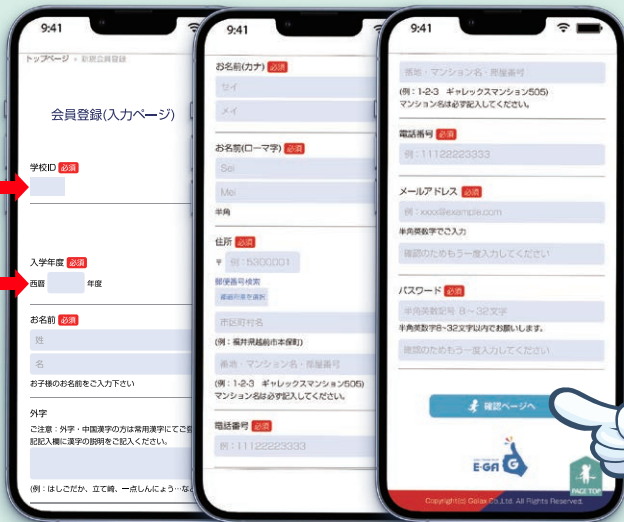 9:41
トップページ > 新規会員登録
会員登録(入力ページ)
学校ID 必須
入学年度 必須
西暦 年度
お名前 必須
姓
名
お子様のお名前をご入力下さい
外字
ご注意：外字・中国漢字の方は常用漢字にてご登
記記入欄に漢字の説明をご記入ください。
(例：はしごだか、立て崎、一点しんにょう…など
9:41
お名前(カナ) 必須
セイ
メイ
お名前(ローマ字) 必須
Sei
Mei
半角
住所 必須
〒 例：5300001
郵便番号検索
都道府県を選択
市区町村名
(例：福井県越前市本保町)
番地・マンション名・部屋番号
(例：1-2-3 ギャレックスマンション505)
マンション名は必ず記入してください。
電話番号 必須
例：11122223333
9:41
番地・マンション名・部屋番号
(例：1-2-3 ギャレックスマンション505)
マンション名は必ず記入してください。
電話番号 必須
例：11122223333
メールアドレス 必須
例：xxxx@example.com
半角英数字でご入力
確認のためもう一度入力してください
パスワード 必須
半角英数記号 8～32文字
半角英数字8~32文字以内でお願いします。
確認のためもう一度入力してください
確認ページへ
E-GA G
PAGE TOP
Copyright(c) Galax Co.,Ltd. All Rights Reserved.